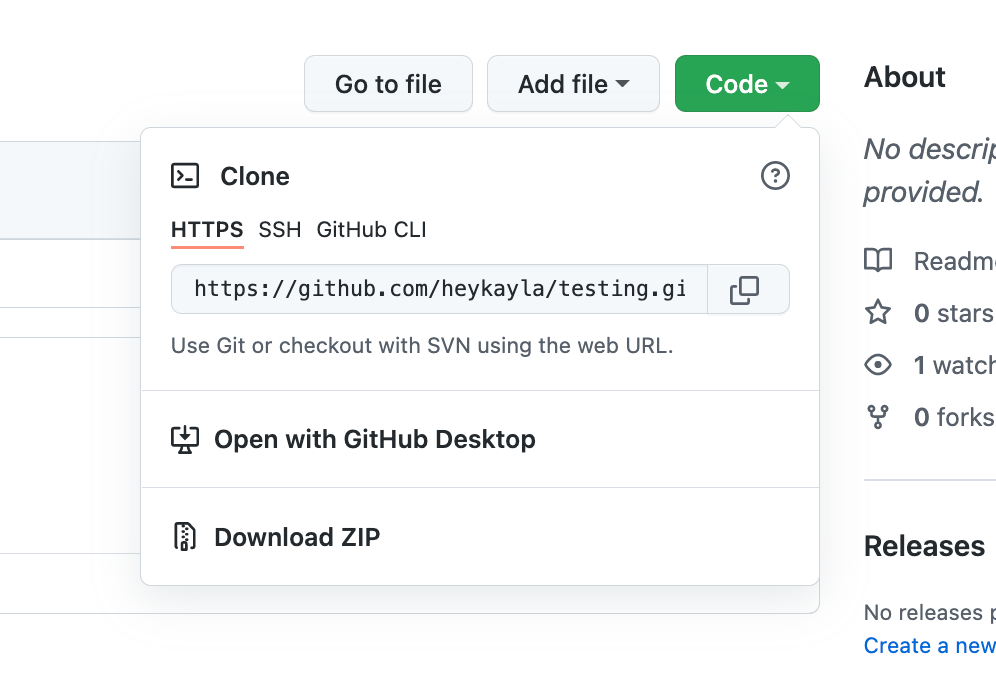 Go to file
Add file
Code
Clone
HTTPS SSH GitHub CLI
https://github.com/heykayla/testing.gi
Use Git or checkout with SVN using the web URL.
Open with GitHub Desktop
Download ZIP
About
No descrip
provided.
Readm
0 stars
1 watch
0 forks
Releases
No releases p
Create a new